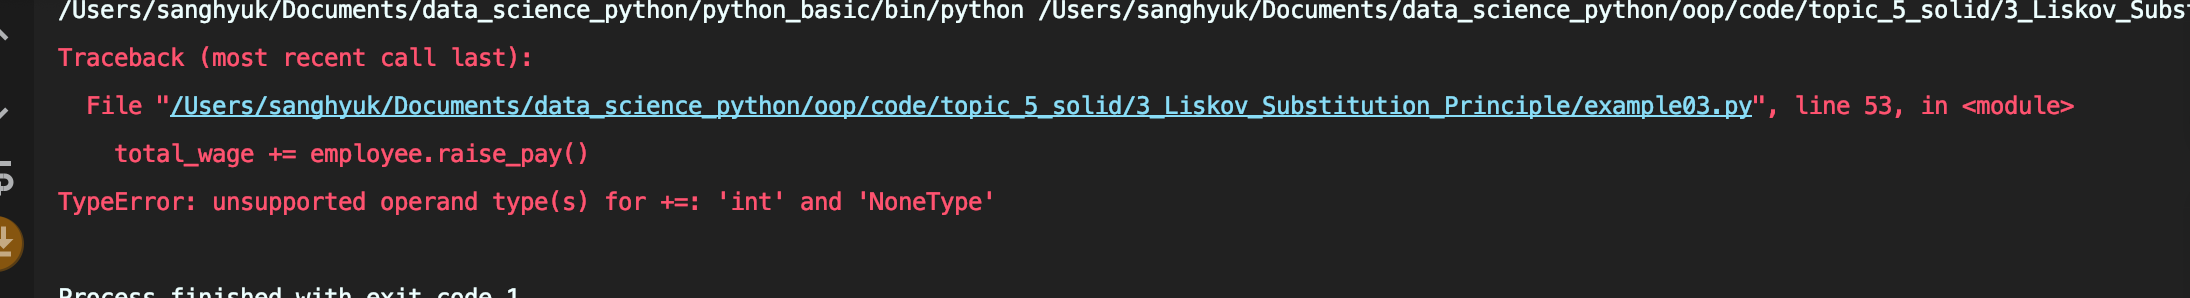 /Users/sanghyuk/Documents/data_science_python/python_basic/bin/python /Users/sanghyuk/Documents/data_science_python/oop/code/topic_5_solid/3_Liskov_Subst
Traceback (most recent call last):
File "/Users/sanghyuk/Documents/data_science_python/oop/code/topic_5_solid/3_Liskov_Substitution_Principle/example03.py", line 53, in <module>
total_wage += employee.raise_pay()
TypeError: unsupported operand type(s) for +=: 'int' and 'NoneType'
Process finished with exit code 1